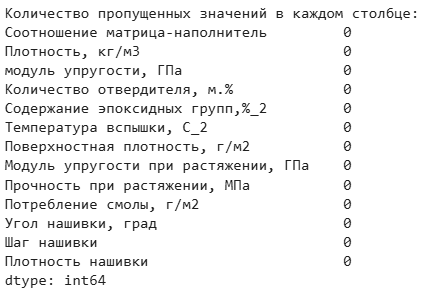 Количество пропущенных значений в каждом столбце:
Соотношение матрица-наполнитель 0
Плотность, кг/м3 0
модуль упругости, ГПа 0
Количество отвердителя, м.% 0
Содержание эпоксидных групп,%_2 0
Температура вспышки, С_2 0
Поверхностная плотность, г/м2 0
Модуль упругости при растяжении, ГПа 0
Прочность при растяжении, МПа 0
Потребление смолы, г/м2 0
Угол нашивки, град 0
Шаг нашивки 0
Плотность нашивки 0
dtype: int64